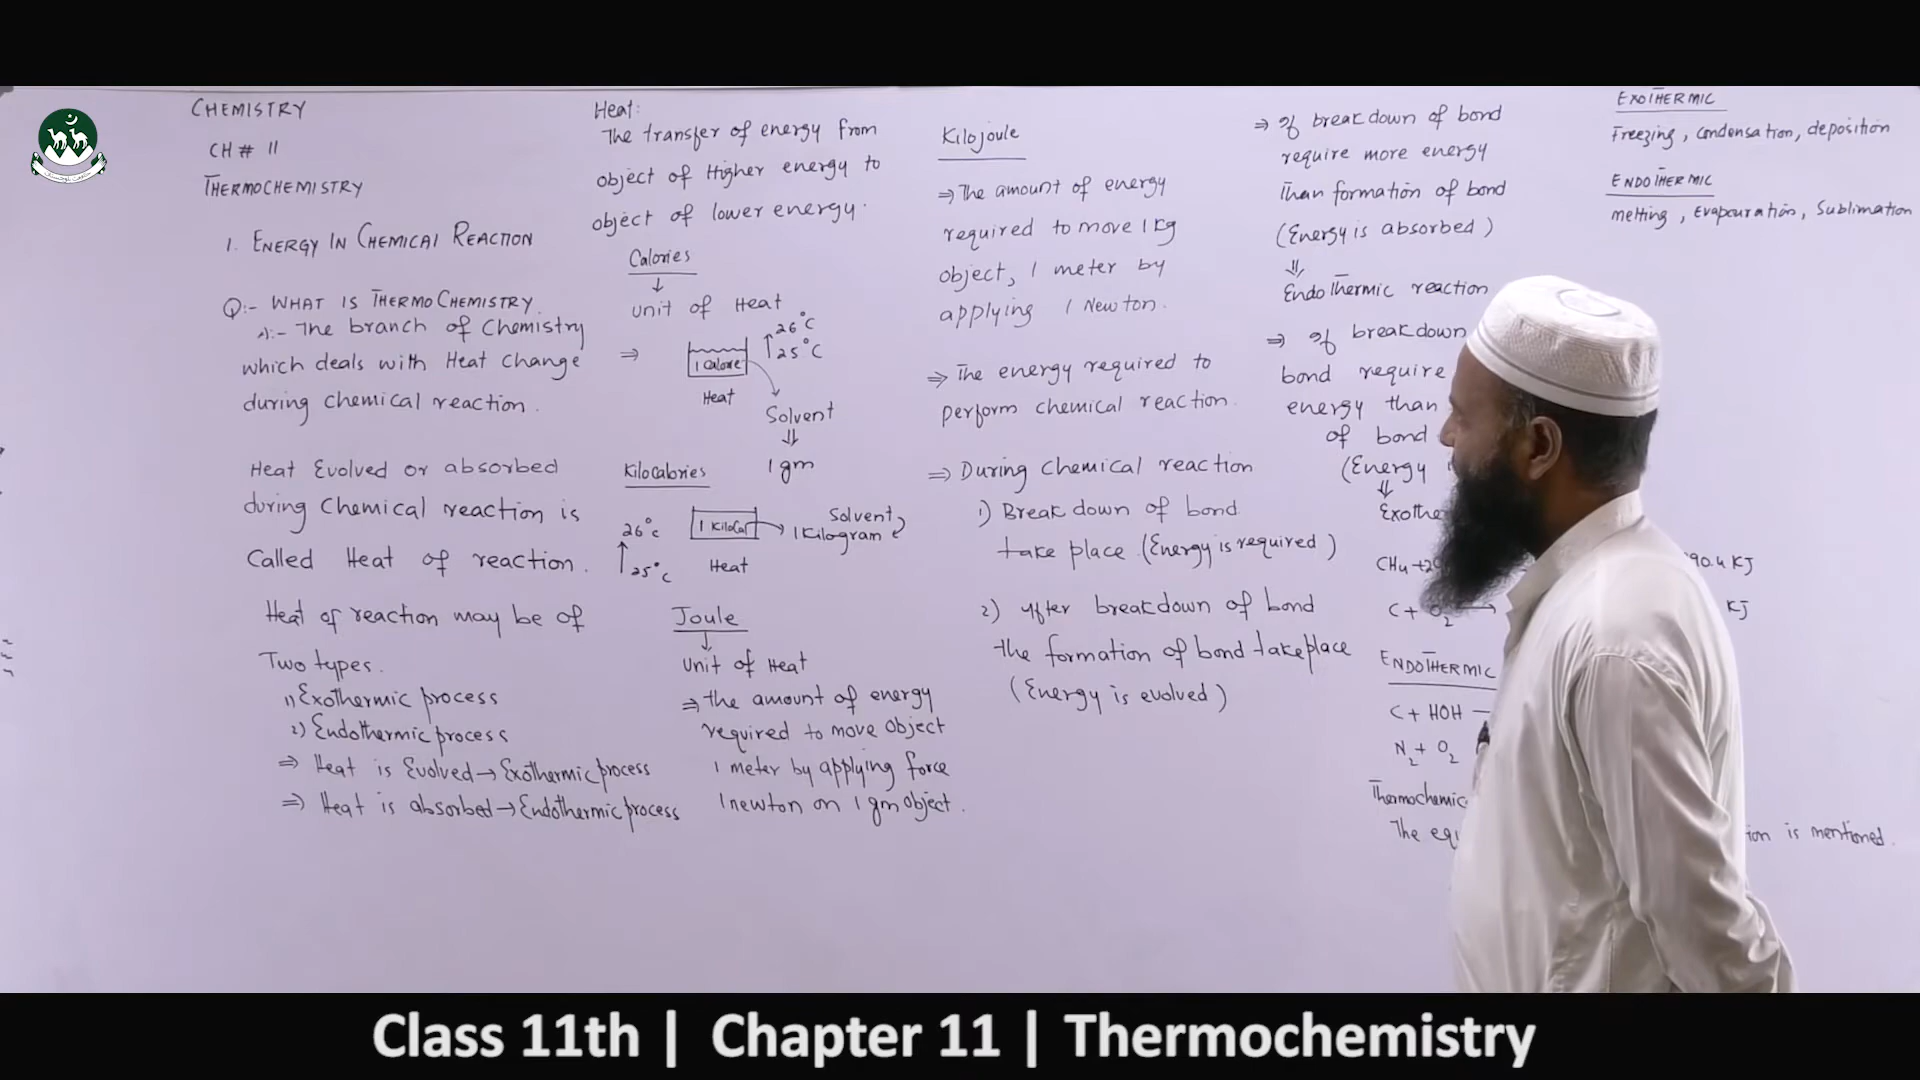 CHEMISTRY
CH # 11
THERMOCHEMISTRY
1. ENERGY IN CHEMICAL REACTION
Q:- WHAT IS THERMOCHEMISTRY.
A:- The branch of Chemistry
which deals with Heat change
during chemical reaction.
Heat Evolved or absorbed
during Chemical reaction is
Called Heat of reaction.
Heat of reaction may be of
Two types.
1) Exothermic process
2) Endothermic process
⇒ Heat is Evolved → Exothermic process
⇒ Heat is absorbed → Endothermic process
Heat:
The transfer of energy from
object of Higher energy to
object of lower energy.
Calories
↓
unit of Heat
⇒
1 Calorie
26°C
25°C
Heat
Solvent
⇓
1 gm
Kilocalories
26°C
25°C
1 KiloCal
Solvent
1 Kilogram
Heat
Joule
↓
Unit of Heat
⇒ the amount of energy
required to move object
1 meter by applying force
1 newton on 1 gm object.
Kilojoule
⇒ The amount of energy
required to move 1 Kg
object, 1 meter by
applying 1 Newton.
⇒ The energy required to
perform chemical reaction.
⇒ During chemical reaction
1) Break down of bond
take place (Energy is required)
2) after breakdown of bond
the formation of bond take place
(Energy is evolved)
⇒ If breakdown of bond
require more energy
Than formation of bond
(Energy is absorbed)
⇓
EndoThermic reaction
⇒ If breakdown
bond require
energy than
of bond
(Energy
⇓
Exothe
CH4 + 2O
90.4 KJ
C + O2 →
KJ
ENDOTHERMIC
C + HOH
N2 + O2
Thermochemic
The equ
ion is mentioned.
EXOTHERMIC
Freezing, condensation, deposition
ENDOTHERMIC
melting, Evapouration, Sublimation
Class 11th | Chapter 11 | Thermochemistry